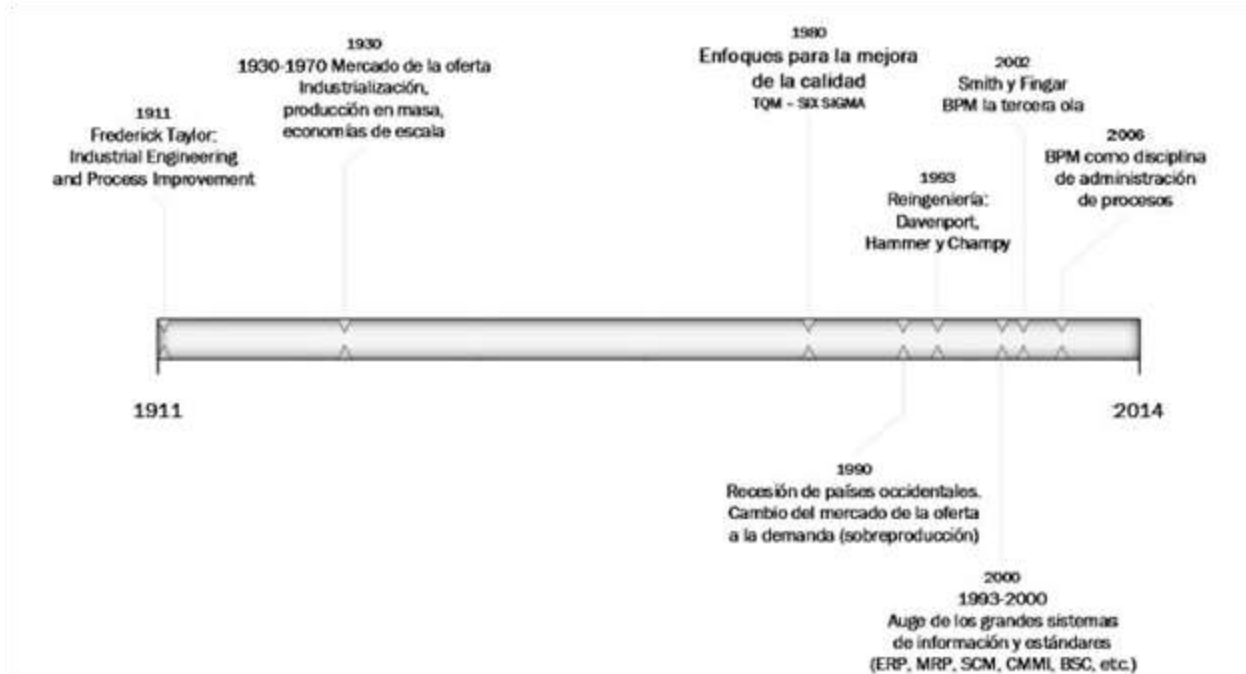 1911
Frederick Taylor:
Industrial Engineering
and Process Improvement
1930
1930-1970 Mercado de la oferta
Industrialización,
producción en masa,
economías de escala
1980
Enfoques para la mejora
de la calidad
TQM – SIX SIGMA
1993
Reingeniería:
Davenport,
Hammer y Champy
2002
Smith y Fingar
BPM la tercera ola
2006
BPM como disciplina
de administración
de procesos
1911
2014
1990
Recesión de países occidentales.
Cambio del mercado de la oferta
a la demanda (sobreproducción)
2000
1993-2000
Auge de los grandes sistemas
de información y estándares
(ERP, MRP, SCM, CMMI, BSC, etc.)